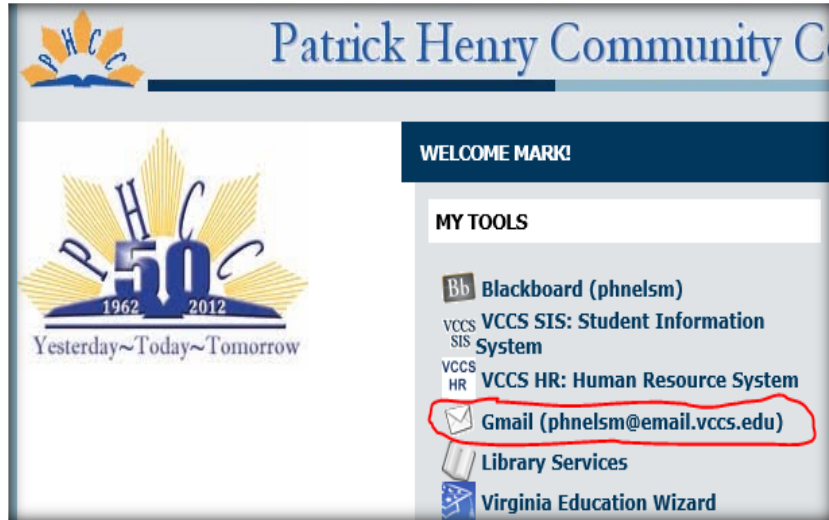 PHCC
Patrick Henry Community C
WELCOME MARK!
PHCC
50
1962 2012
Yesterday~Today~Tomorrow
MY TOOLS
Bb Blackboard (phnelsm)
VCCS SIS VCCS SIS: Student Information
System
VCCS HR VCCS HR: Human Resource System
Gmail (phnelsm@email.vccs.edu)
Library Services
Virginia Education Wizard